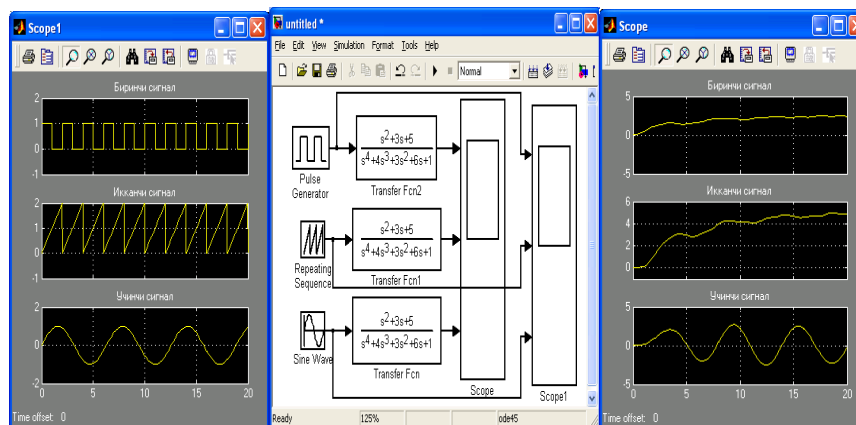 Scope1
Биринчи сигнал
2
1
0
-1
Икканчи сигнал
2
1
0
-1
Учинчи сигнал
2
0
-2
0
5
10
15
20
Time offset: 0
untitled *
File Edit View Simulation Format Tools Help
Normal
s²+3s+5
s⁴+4s³+3s²+6s+1
Pulse
Generator
Transfer Fcn2
s²+3s+5
s⁴+4s³+3s²+6s+1
Repeating
Sequence
Transfer Fcn1
s²+3s+5
s⁴+4s³+3s²+6s+1
Sine Wave
Transfer Fcn
Scope
Scope1
Ready
125%
ode45
Scope
Биринчи сигнал
5
0
-5
Икканчи сигнал
6
4
2
0
Учинчи сигнал
5
0
-5
0
5
10
15
20
Time offset: 0